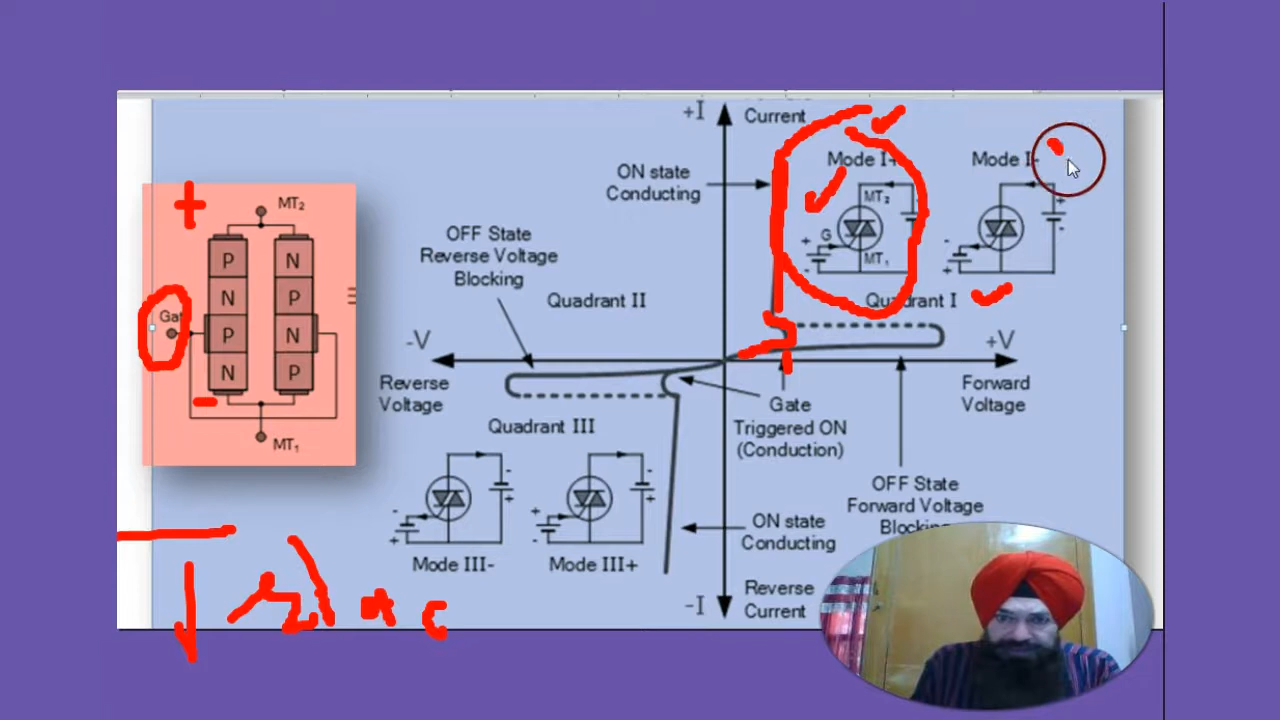 +I
Current
Mode I+
Mode I-
MT₂
G
MT₁
+
-
+
-
-
+
ON state
Conducting
OFF State
Reverse Voltage
Blocking
Quadrant II
Quadrant I
-V
Reverse
Voltage
+V
Forward
Voltage
Gate
Triggered ON
(Conduction)
Quadrant III
OFF State
Forward Voltage
ON state
Conducting
-
+
-
+
+
-
-
+
Mode III-
Mode III+
Reverse
Current
-I
+
MT₂
P
N
P
N
N
P
N
P
-
MT₁